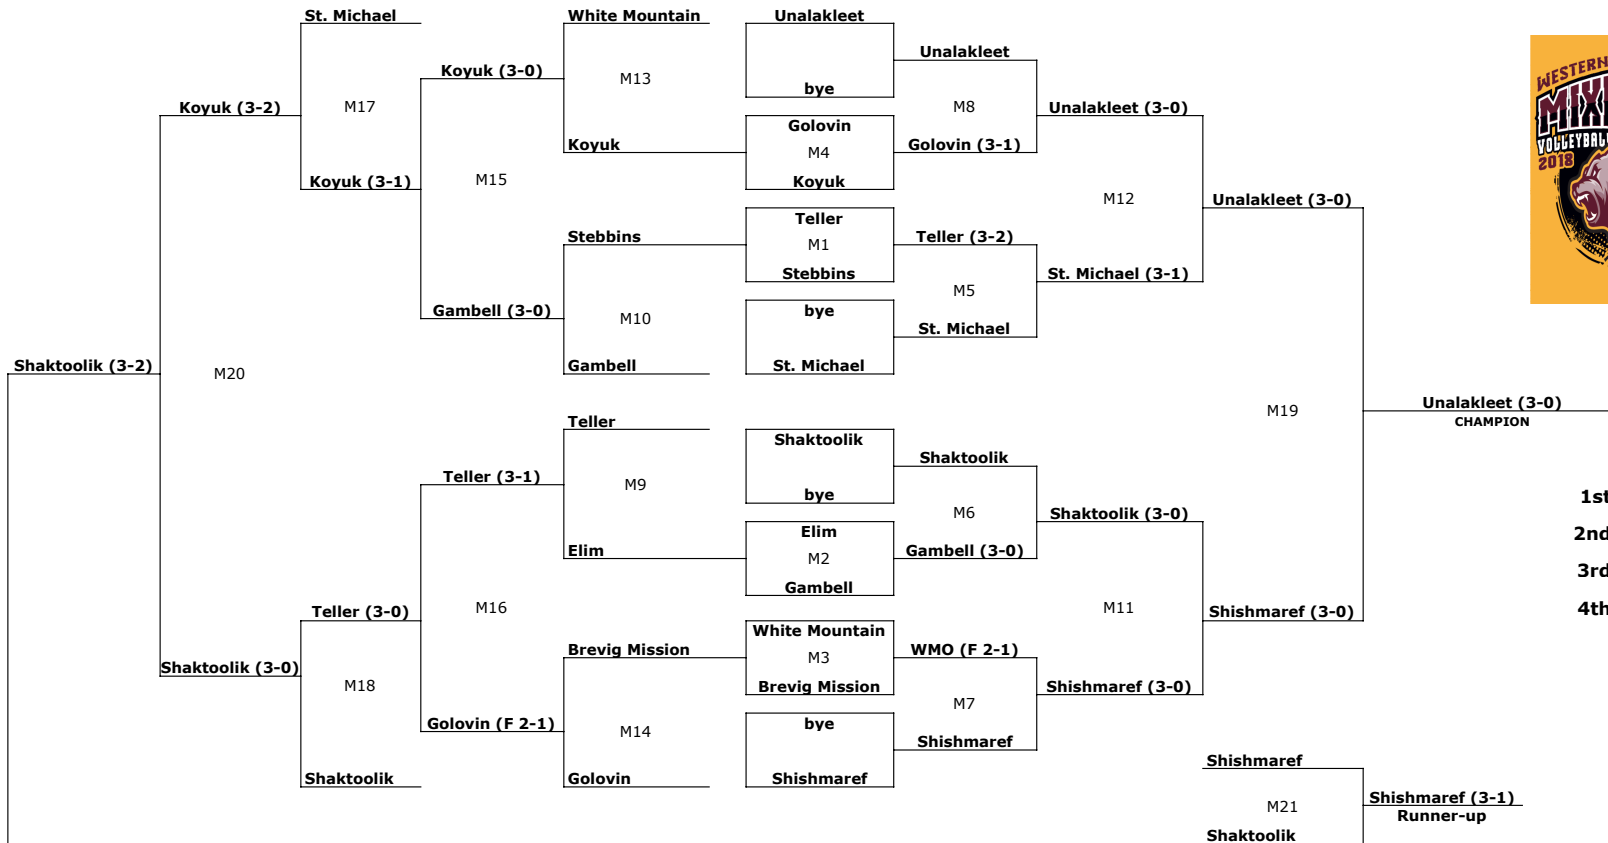 St. Michael
White Mountain
Unalakleet
Unalakleet
Koyuk (3-0)
M13
bye
Koyuk (3-2)
M17
M8
Unalakleet (3-0)
Golovin
Koyuk
M4
Golovin (3-1)
Koyuk (3-1)
M15
Koyuk
M12
Unalakleet (3-0)
Teller
Stebbins
M1
Teller (3-2)
Stebbins
St. Michael (3-1)
M5
Gambell (3-0)
M10
bye
St. Michael
Shaktoolik (3-2)
M20
Gambell
St. Michael
M19
Unalakleet (3-0)
CHAMPION
Teller
Shaktoolik
Shaktoolik
Teller (3-1)
M9
bye
M6
Shaktoolik (3-0)
Elim
Elim
M2
Gambell (3-0)
Gambell
M16
M11
Teller (3-0)
Shishmaref (3-0)
White Mountain
Brevig Mission
M3
WMO (F 2-1)
Shaktoolik (3-0)
M18
Brevig Mission
Shishmaref (3-0)
M7
Golovin (F 2-1)
M14
bye
Shishmaref
Shaktoolik
Golovin
Shishmaref
Shishmaref
M21
Shishmaref (3-1)
Runner-up
Shaktoolik
1st
2nd
3rd
4th
WESTERN
VOLLEYBALL
2018